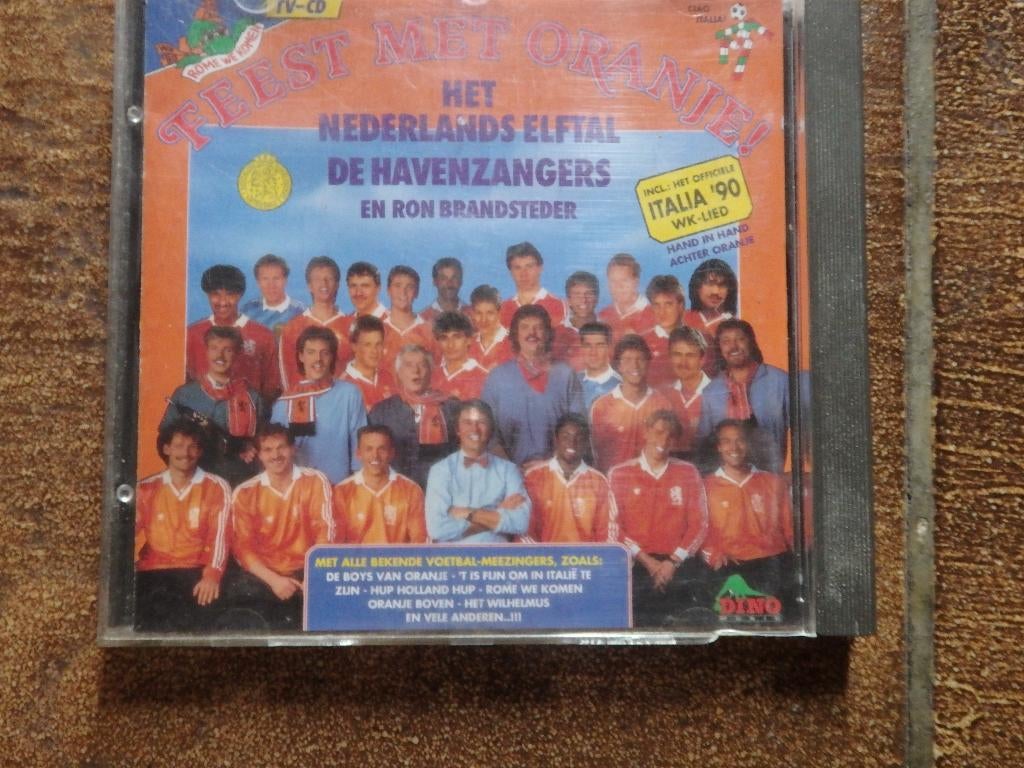 TV-CD
CIAO
ITALIA!
ROME WE KOMEN
FEEST MET ORANJE!
HET
NEDERLANDS ELFTAL
DE HAVENZANGERS
EN RON BRANDSTEDER
INCL.: HET OFFICIËLE
ITALIA '90
WK-LIED
HAND IN HAND
ACHTER ORANJE
MET ALLE BEKENDE VOETBAL-MEEZINGERS, ZOALS:
DE BOYS VAN ORANJE - 'T IS FIJN OM IN ITALIË TE
ZIJN - HUP HOLLAND HUP - ROME WE KOMEN
ORANJE BOVEN - HET WILHELMUS
EN VELE ANDEREN..!!!
DINO
MUSIC